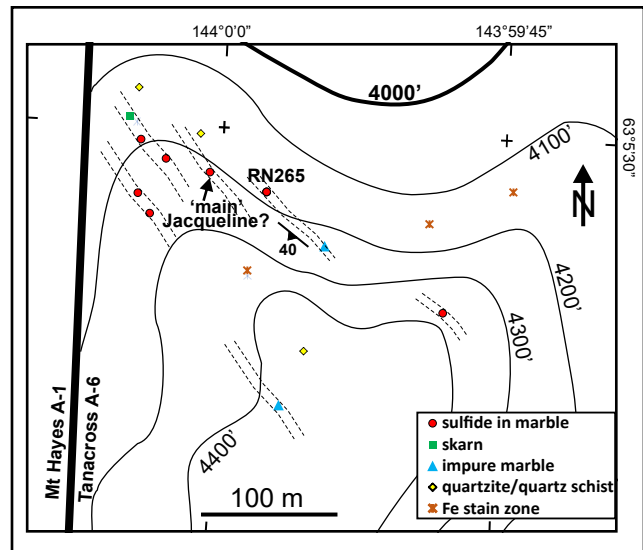 144°0'0"
143°59'45"
4000'
4100'
63°5'30"
RN265
N
'main'
Jacqueline?
40
4200'
4300'
4400'
Mt Hayes A-1
Tanacross A-6
100 m
sulfide in marble
skarn
impure marble
quartzite/quartz schist
Fe stain zone